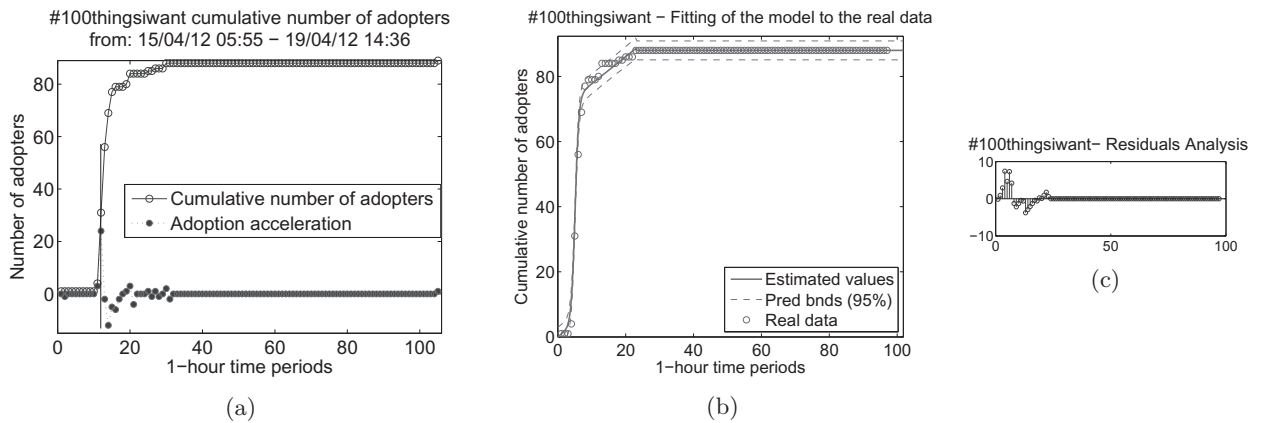 #100thingsiwant cumulative number of adopters
from: 15/04/12 05:55 − 19/04/12 14:36
Number of adopters
80
60
40
20
0
Cumulative number of adopters
Adoption acceleration
0 20 40 60 80 100
1−hour time periods
(a)
#100thingsiwant − Fitting of the model to the real data
Cumulative number of adopters
80
60
40
20
0
Estimated values
Pred bnds (95%)
Real data
0 20 40 60 80 100
1−hour time periods
(b)
#100thingsiwant− Residuals Analysis
10
0
−10
0 50 100
(c)